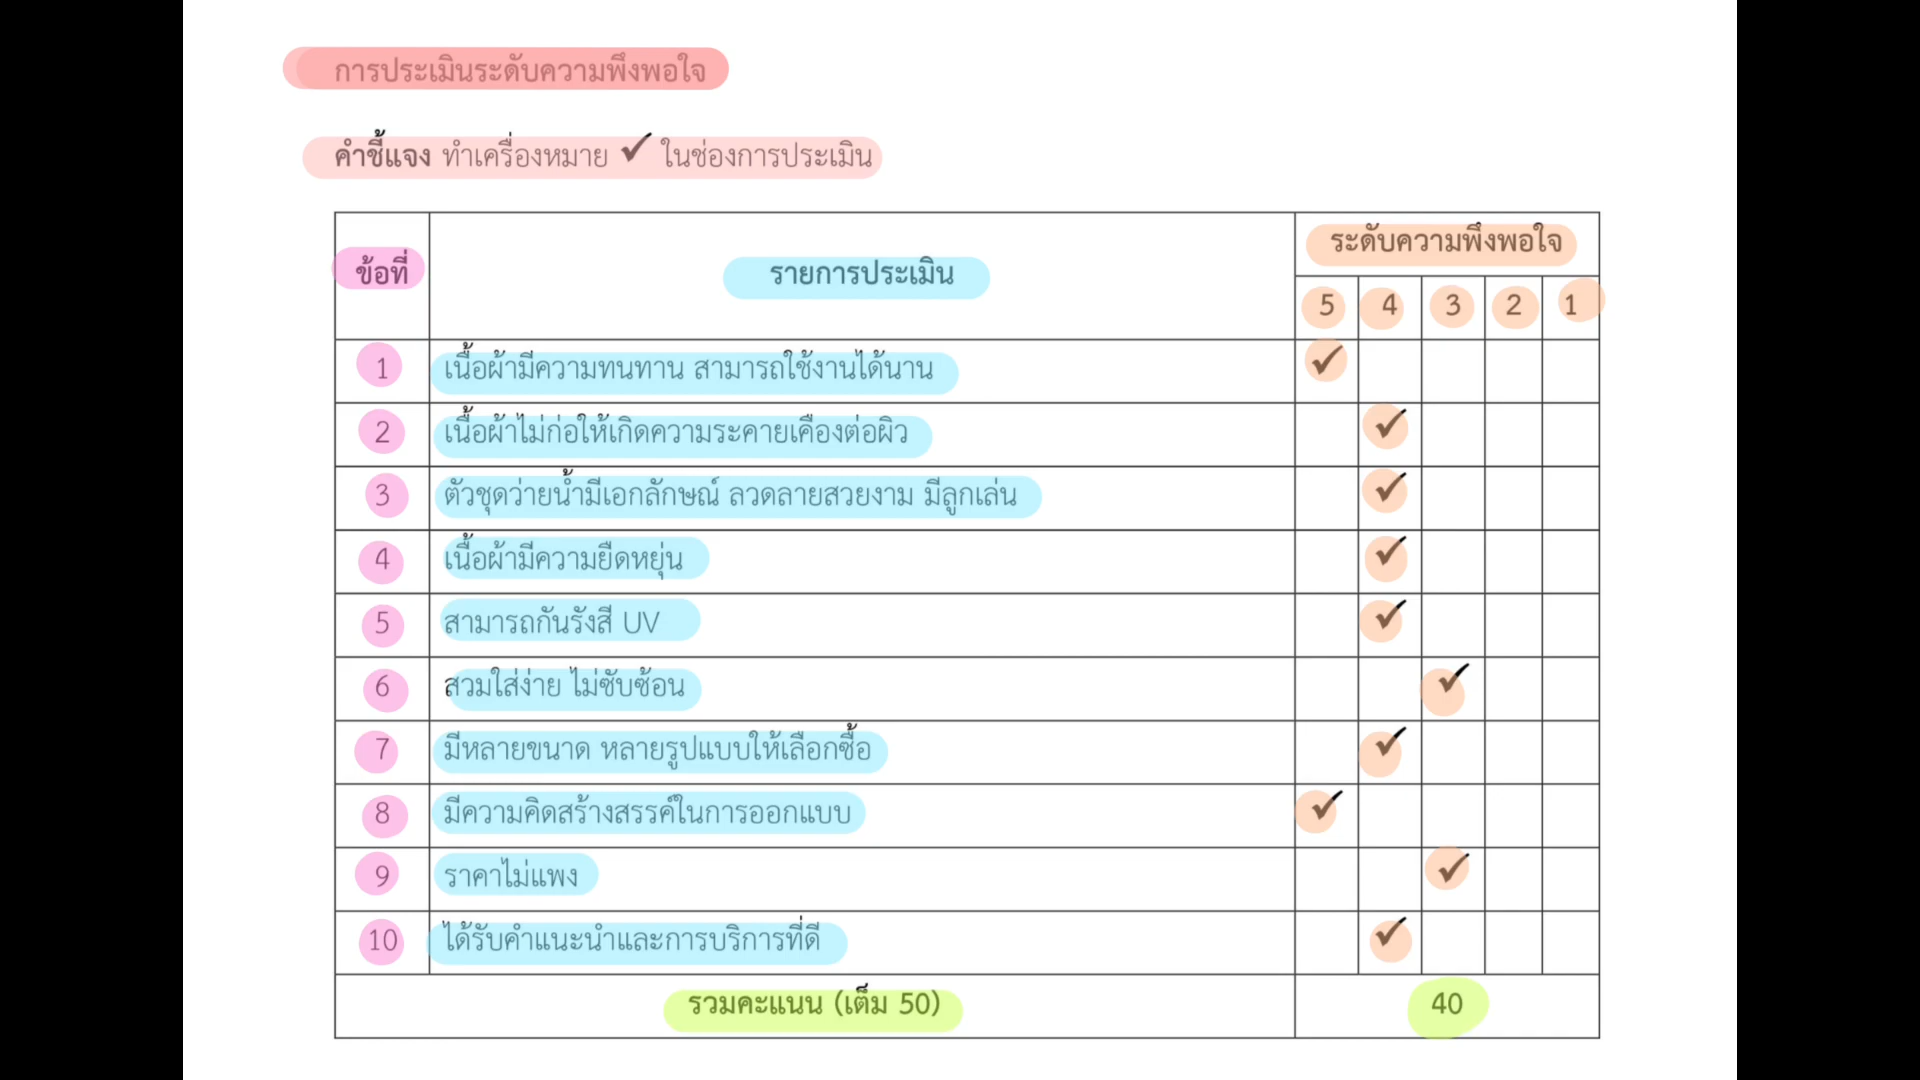 การประเมินระดับความพึงพอใจ
คำชี้แจง ทำเครื่องหมาย ✓ ในช่องการประเมิน
ข้อที่ รายการประเมิน ระดับความพึงพอใจ
5 4 3 2 1
1 เนื้อผ้ามีความทนทาน สามารถใช้งานได้นาน ✓
2 เนื้อผ้าไม่ก่อให้เกิดความระคายเคืองต่อผิว ✓
3 ตัวชุดว่ายน้ำมีเอกลักษณ์ ลวดลายสวยงาม มีลูกเล่น ✓
4 เนื้อผ้ามีความยืดหยุ่น ✓
5 สามารถกันรังสี UV ✓
6 สวมใส่ง่าย ไม่ซับซ้อน ✓
7 มีหลายขนาด หลายรูปแบบให้เลือกซื้อ ✓
8 มีความคิดสร้างสรรค์ในการออกแบบ ✓
9 ราคาไม่แพง ✓
10 ได้รับคำแนะนำและการบริการที่ดี ✓
รวมคะแนน (เต็ม 50) 40